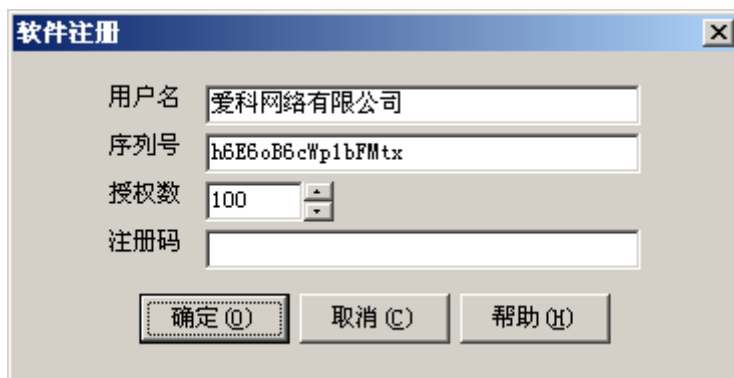 软件注册
用户名 爱科网络有限公司
序列号 h6E6oB6cWp1bFMtx
授权数 100
注册码
确定(O) 取消(C) 帮助(H)